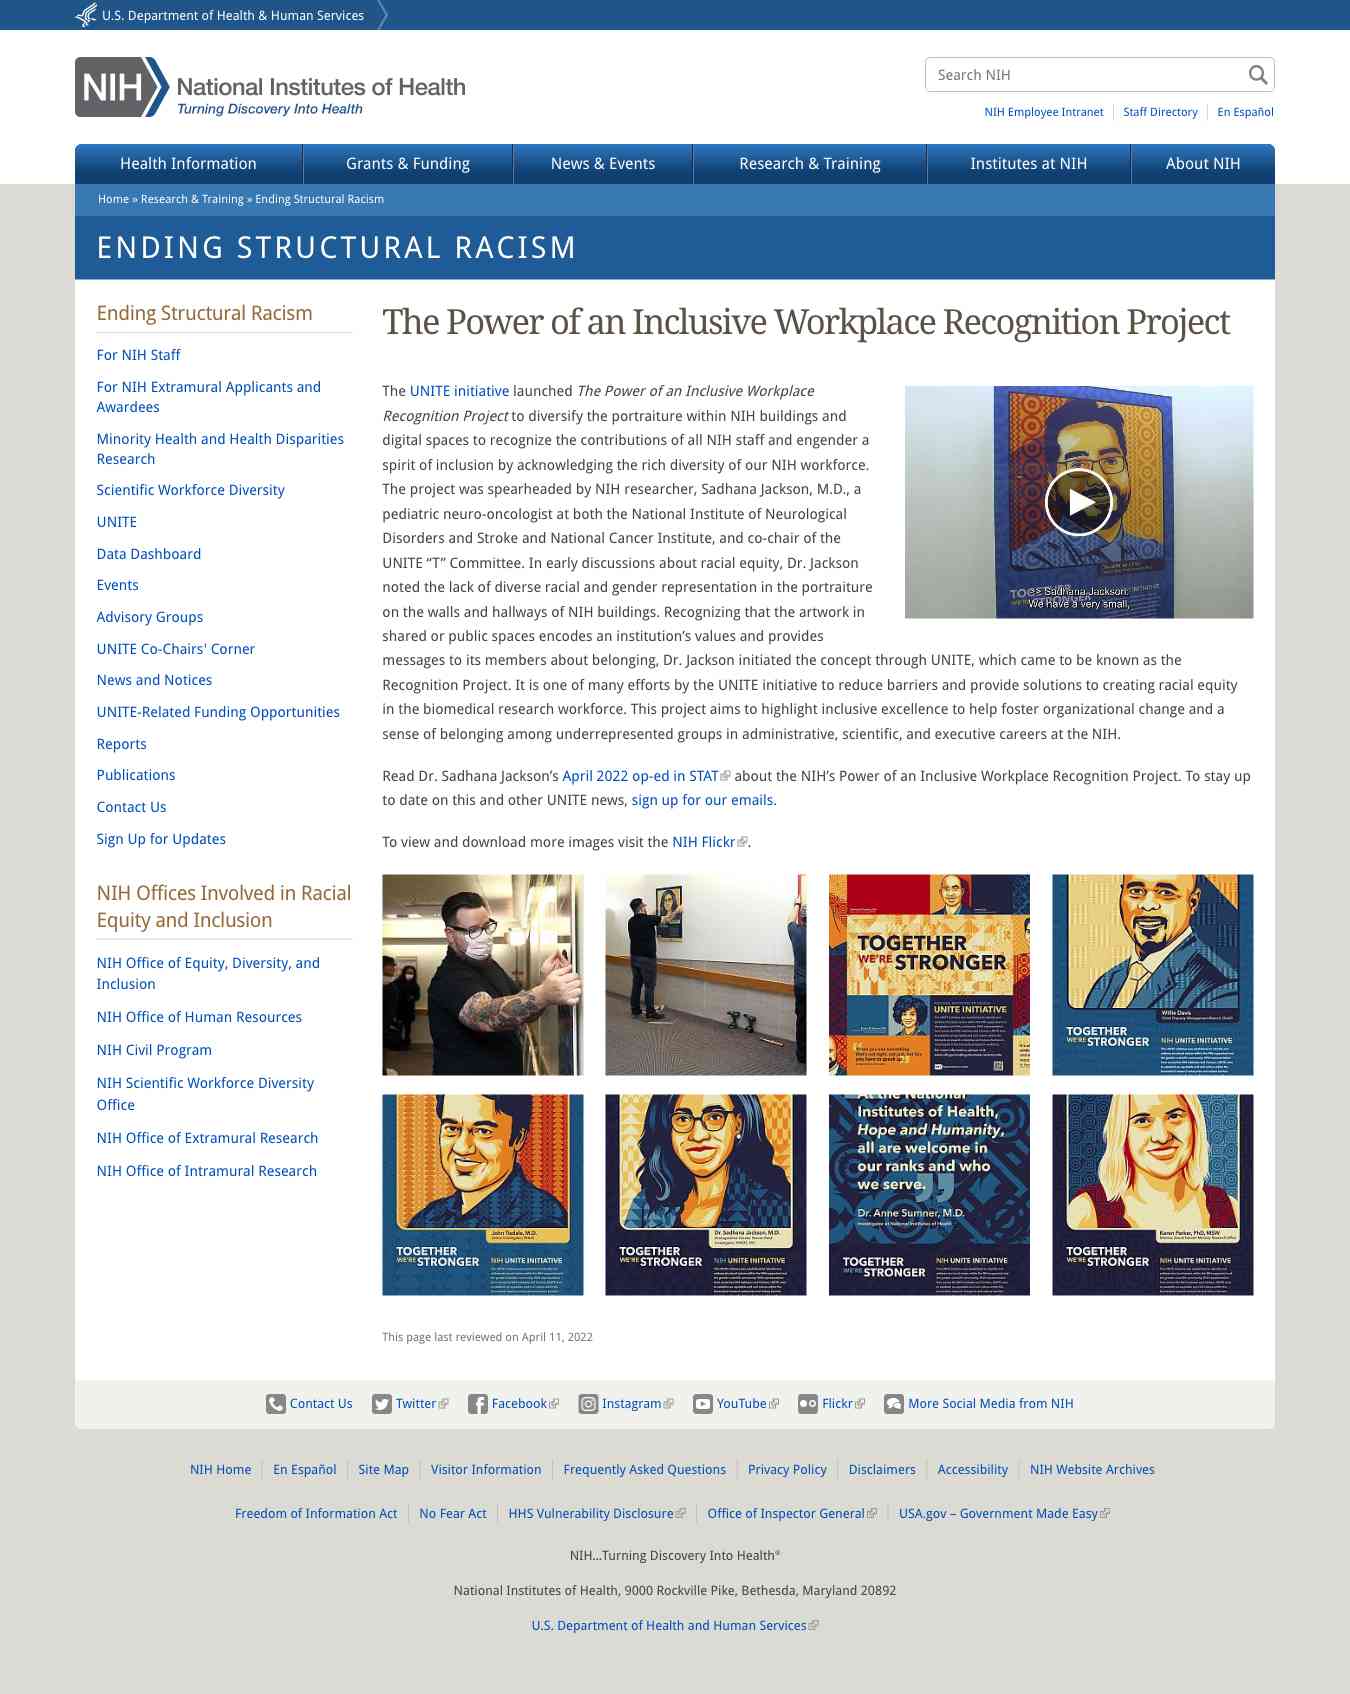 U.S. Department of Health & Human Services
NIH
National Institutes of Health
Turning Discovery Into Health
Search NIH
NIH Employee Intranet
Staff Directory
En Español
Health Information
Grants & Funding
News & Events
Research & Training
Institutes at NIH
About NIH
Home » Research & Training » Ending Structural Racism
ENDING STRUCTURAL RACISM
Ending Structural Racism
For NIH Staff
For NIH Extramural Applicants and
Awardees
Minority Health and Health Disparities
Research
Scientific Workforce Diversity
UNITE
Data Dashboard
Events
Advisory Groups
UNITE Co-Chairs' Corner
News and Notices
UNITE-Related Funding Opportunities
Reports
Publications
Contact Us
Sign Up for Updates
NIH Offices Involved in Racial
Equity and Inclusion
NIH Office of Equity, Diversity, and
Inclusion
NIH Office of Human Resources
NIH Civil Program
NIH Scientific Workforce Diversity
Office
NIH Office of Extramural Research
NIH Office of Intramural Research
The Power of an Inclusive Workplace Recognition Project
The UNITE initiative launched The Power of an Inclusive Workplace
Recognition Project to diversify the portraiture within NIH buildings and
digital spaces to recognize the contributions of all NIH staff and engender a
spirit of inclusion by acknowledging the rich diversity of our NIH workforce.
The project was spearheaded by NIH researcher, Sadhana Jackson, M.D., a
pediatric neuro-oncologist at both the National Institute of Neurological
Disorders and Stroke and National Cancer Institute, and co-chair of the
UNITE “T” Committee. In early discussions about racial equity, Dr. Jackson
noted the lack of diverse racial and gender representation in the portraiture
on the walls and hallways of NIH buildings. Recognizing that the artwork in
shared or public spaces encodes an institution’s values and provides
messages to its members about belonging, Dr. Jackson initiated the concept through UNITE, which came to be known as the
Recognition Project. It is one of many efforts by the UNITE initiative to reduce barriers and provide solutions to creating racial equity
in the biomedical research workforce. This project aims to highlight inclusive excellence to help foster organizational change and a
sense of belonging among underrepresented groups in administrative, scientific, and executive careers at the NIH.
>> Sadhana Jackson:
We have a very small,
Read Dr. Sadhana Jackson’s April 2022 op-ed in STAT about the NIH’s Power of an Inclusive Workplace Recognition Project. To stay up
to date on this and other UNITE news, sign up for our emails.
To view and download more images visit the NIH Flickr.
TOGETHER
WE'RE STRONGER
UNITE INITIATIVE
Willie Davis
TOGETHER
WE'RE STRONGER
NIH UNITE INITIATIVE
John Tisdale, M.D.
TOGETHER
WE'RE STRONGER
NIH UNITE INITIATIVE
Dr. Sadhana Jackson, M.D.
TOGETHER
WE'RE STRONGER
NIH UNITE INITIATIVE
At the National
Institutes of Health,
Hope and Humanity,
all are welcome in
our ranks and who
we serve.
Dr. Anne Sumner, M.D.
Investigator at National Institutes of Health
TOGETHER
WE'RE STRONGER
NIH UNITE INITIATIVE
Karen Parker, PhD, MSW
TOGETHER
WE'RE STRONGER
NIH UNITE INITIATIVE
This page last reviewed on April 11, 2022
Contact Us
Twitter
Facebook
Instagram
YouTube
Flickr
More Social Media from NIH
NIH Home
En Español
Site Map
Visitor Information
Frequently Asked Questions
Privacy Policy
Disclaimers
Accessibility
NIH Website Archives
Freedom of Information Act
No Fear Act
HHS Vulnerability Disclosure
Office of Inspector General
USA.gov – Government Made Easy
NIH…Turning Discovery Into Health®
National Institutes of Health, 9000 Rockville Pike, Bethesda, Maryland 20892
U.S. Department of Health and Human Services